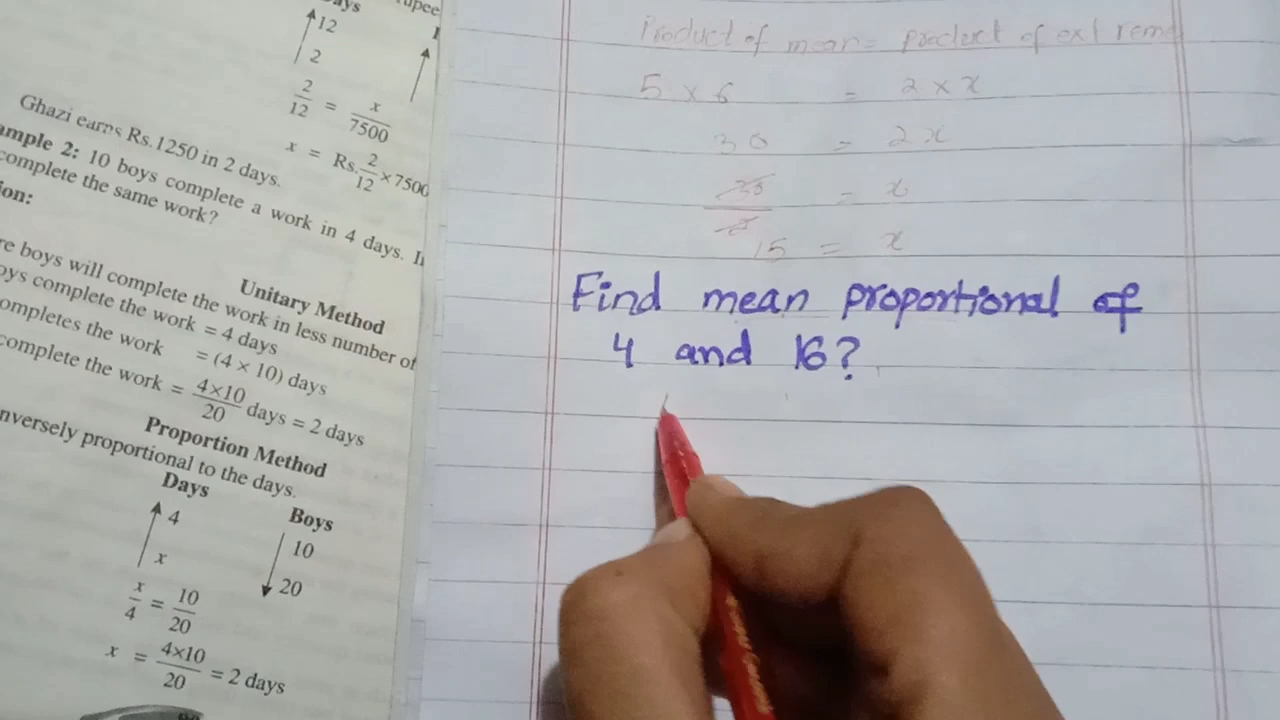 ays
rupee
12
2
2/12 = x/7500
x = Rs. 2/12 × 7500
Ghazi earns Rs.1250 in 2 days.
ample 2: 10 boys complete a work in 4 days. I
complete the same work?
ion:
re boys will complete the work in less number of
Unitary Method
oys complete the work = 4 days
ompletes the work = (4 × 10) days
complete the work = 4×10/20 days = 2 days
Proportion Method
nversely proportional to the days.
Days Boys
4 10
x 20
x/4 = 10/20
x = 4×10/20 = 2 days
Product of mean = product of extreme
5 × 6 = 2 × x
30 = 2x
30/2 = x
15 = x
Find mean proportional of
4 and 16?